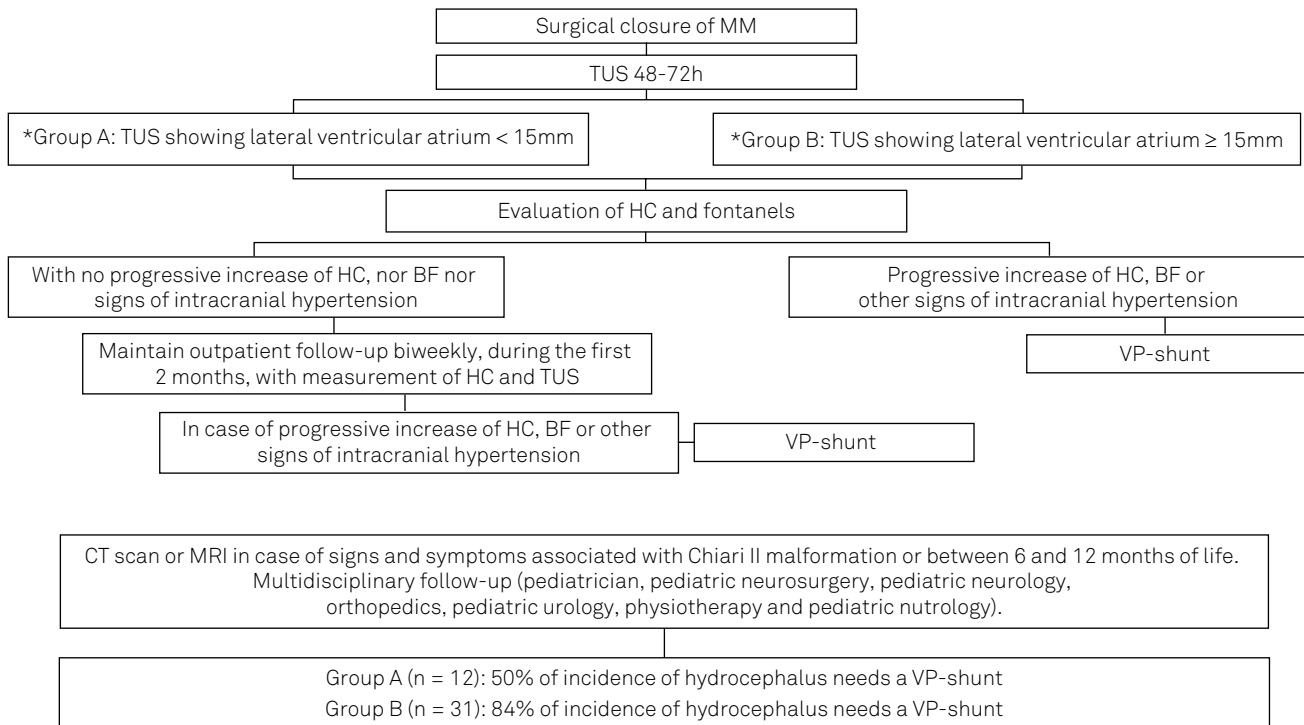 Surgical closure of MM
TUS 48-72h
*Group A: TUS showing lateral ventricular atrium < 15mm
*Group B: TUS showing lateral ventricular atrium ≥ 15mm
Evaluation of HC and fontanels
With no progressive increase of HC, nor BF nor
signs of intracranial hypertension
Progressive increase of HC, BF or
other signs of intracranial hypertension
Maintain outpatient follow-up biweekly, during the first
2 months, with measurement of HC and TUS
VP-shunt
In case of progressive increase of HC, BF or other
signs of intracranial hypertension
VP-shunt
CT scan or MRI in case of signs and symptoms associated with Chiari II malformation or between 6 and 12 months of life.
Multidisciplinary follow-up (pediatrician, pediatric neurosurgery, pediatric neurology,
orthopedics, pediatric urology, physiotherapy and pediatric nutrology).
Group A (n = 12): 50% of incidence of hydrocephalus needs a VP-shunt
Group B (n = 31): 84% of incidence of hydrocephalus needs a VP-shunt